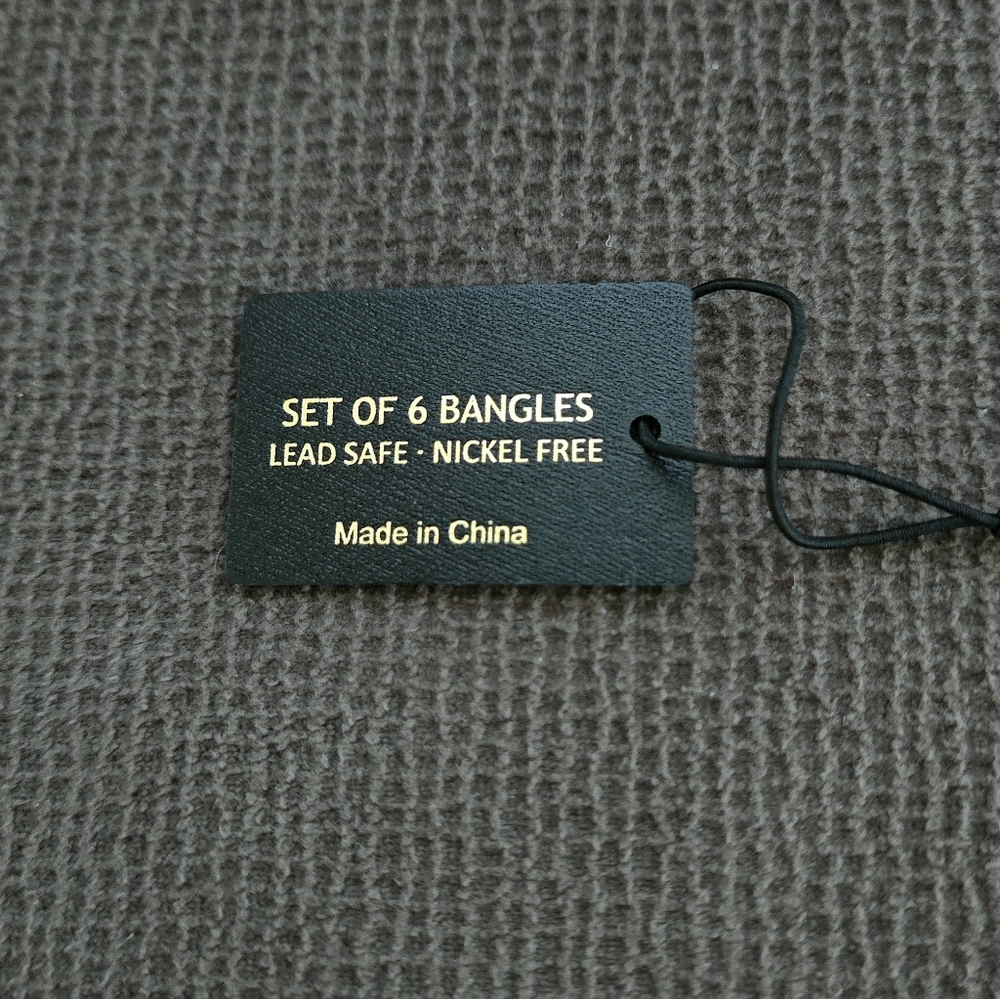 SET OF 6 BANGLES
LEAD SAFE · NICKEL FREE
Made in China